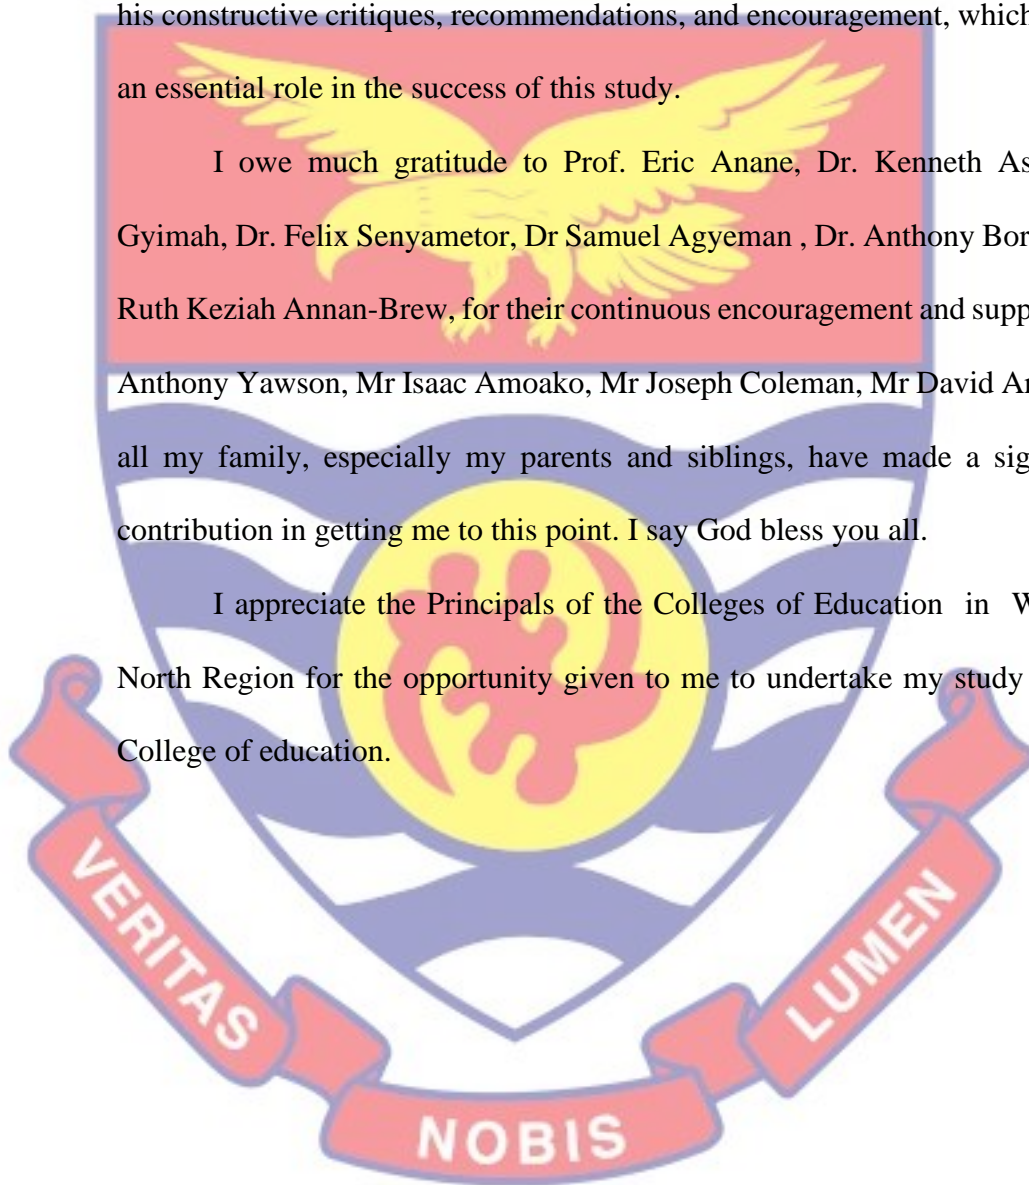 his constructive critiques, recommendations, and encouragement, which
an essential role in the success of this study.
I owe much gratitude to Prof. Eric Anane, Dr. Kenneth As
Gyimah, Dr. Felix Senyametor, Dr Samuel Agyeman , Dr. Anthony Bor
Ruth Keziah Annan-Brew, for their continuous encouragement and supp
Anthony Yawson, Mr Isaac Amoako, Mr Joseph Coleman, Mr David Ar
all my family, especially my parents and siblings, have made a sig
contribution in getting me to this point. I say God bless you all.
I appreciate the Principals of the Colleges of Education in W
North Region for the opportunity given to me to undertake my study
College of education.
VERITAS
NOBIS
LUMEN